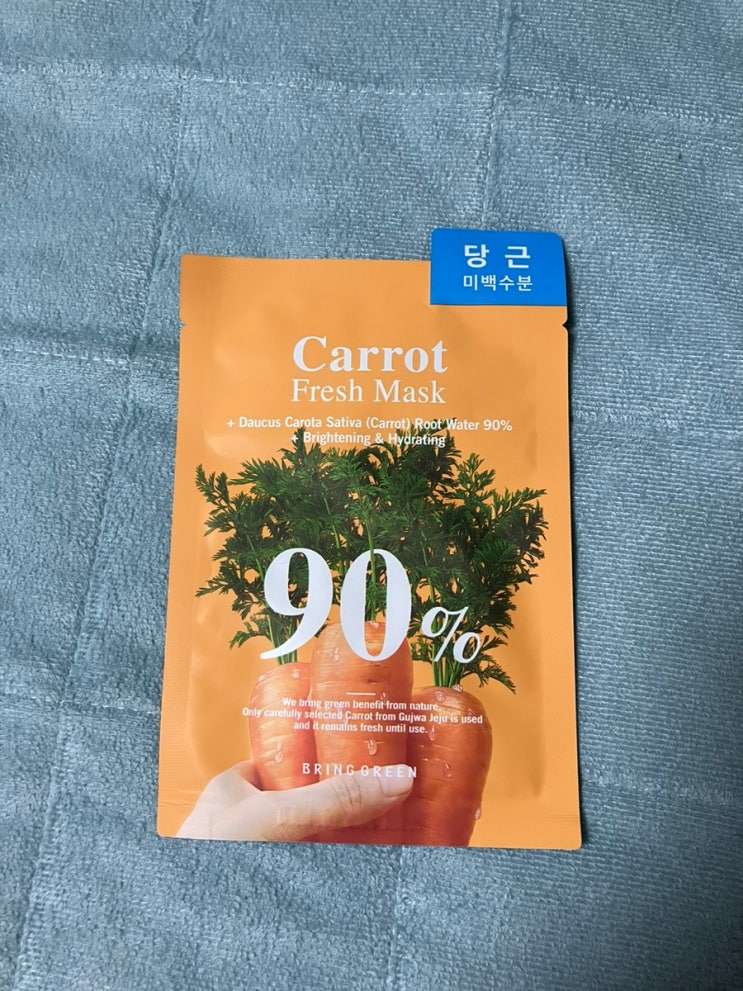 당근
미백수분
Carrot
Fresh Mask
+ Daucus Carota Sativa (Carrot) Root Water 90%
+ Brightening & Hydrating
90%
We bring green benefit from nature.
Only carefully selected Carrot from Gujwa Jeju is used
and it remains fresh until use.
BRING GREEN